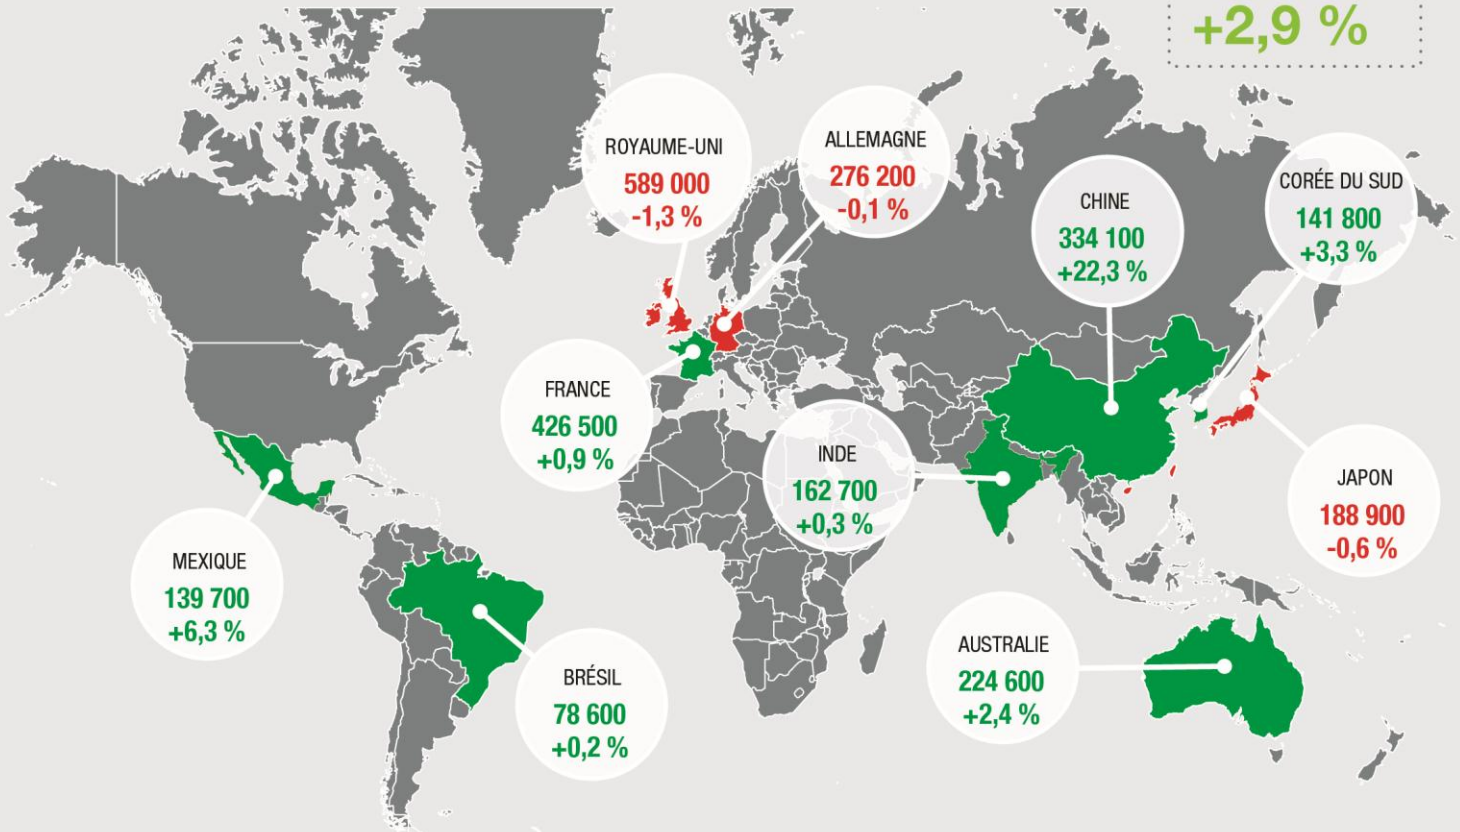 +2,9 %
ROYAUME-UNI
589 000
-1,3 %
ALLEMAGNE
276 200
-0,1 %
CHINE
334 100
+22,3 %
CORÉE DU SUD
141 800
+3,3 %
FRANCE
426 500
+0,9 %
INDE
162 700
+0,3 %
JAPON
188 900
-0,6 %
MEXIQUE
139 700
+6,3 %
BRÉSIL
78 600
+0,2 %
AUSTRALIE
224 600
+2,4 %